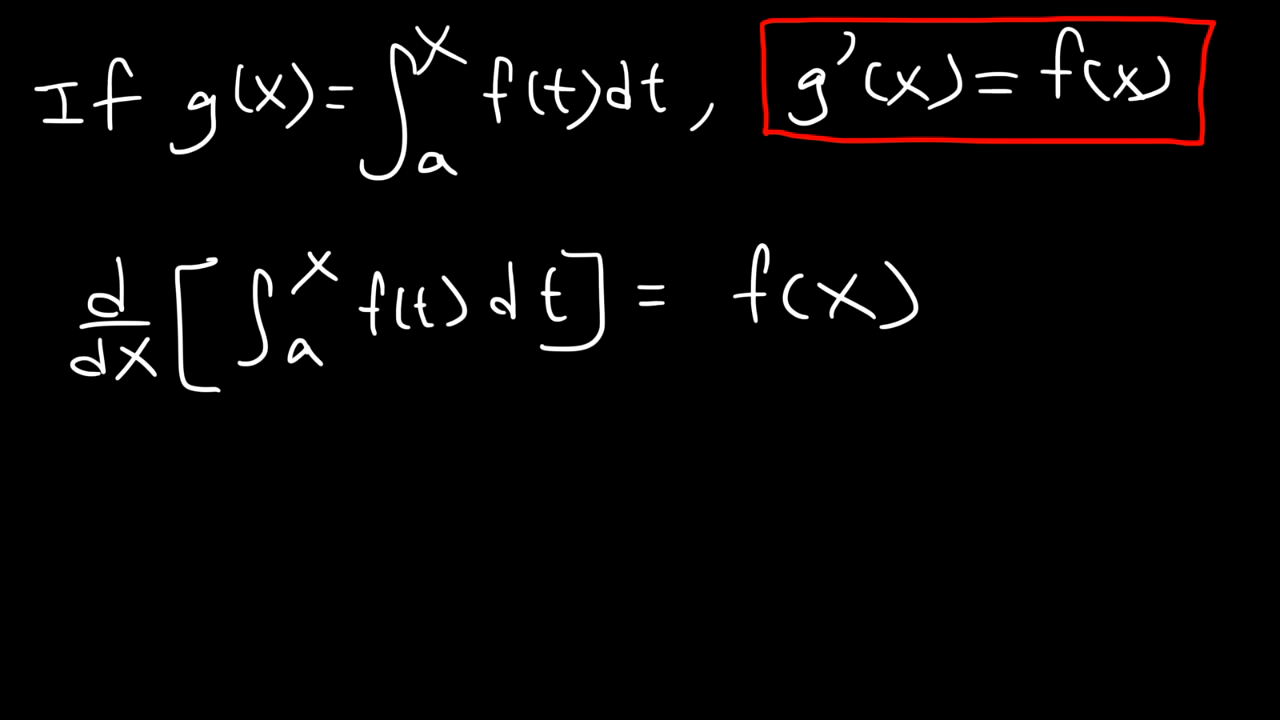 If g(x) = ∫ₐˣ f(t)dt, g'(x) = f(x)
d/dx [∫ₐˣ f(t) dt] = f(x)